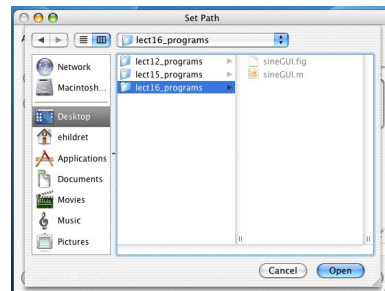 Set Path
lect16_programs
Network
Macintosh...
Desktop
ehildret
Applications
Documents
Movies
Music
Pictures
lect12_programs
lect15_programs
lect16_programs
sineGUI.fig
sineGUI.m
Cancel
Open